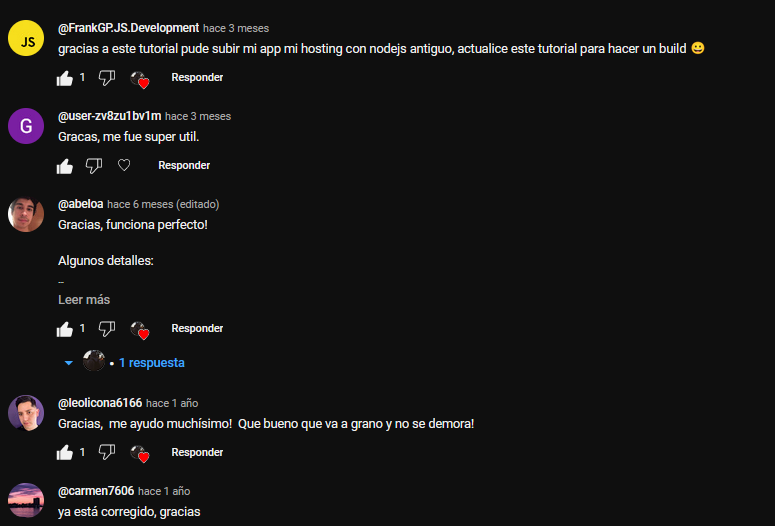 JS
@FrankGP.JS.Development hace 3 meses
gracias a este tutorial pude subir mi app mi hosting con nodejs antiguo, actualice este tutorial para hacer un build 😀
1 Responder
G
@user-zv8zu1bv1m hace 3 meses
Gracas, me fue super util.
Responder
@abeloa hace 6 meses (editado)
Gracias, funciona perfecto!
Algunos detalles:
--
Leer más
1 Responder
• 1 respuesta
@leolicona6166 hace 1 año
Gracias,  me ayudo muchísimo!  Que bueno que va a grano y no se demora!
1 Responder
@carmen7606 hace 1 año
ya está corregido, gracias